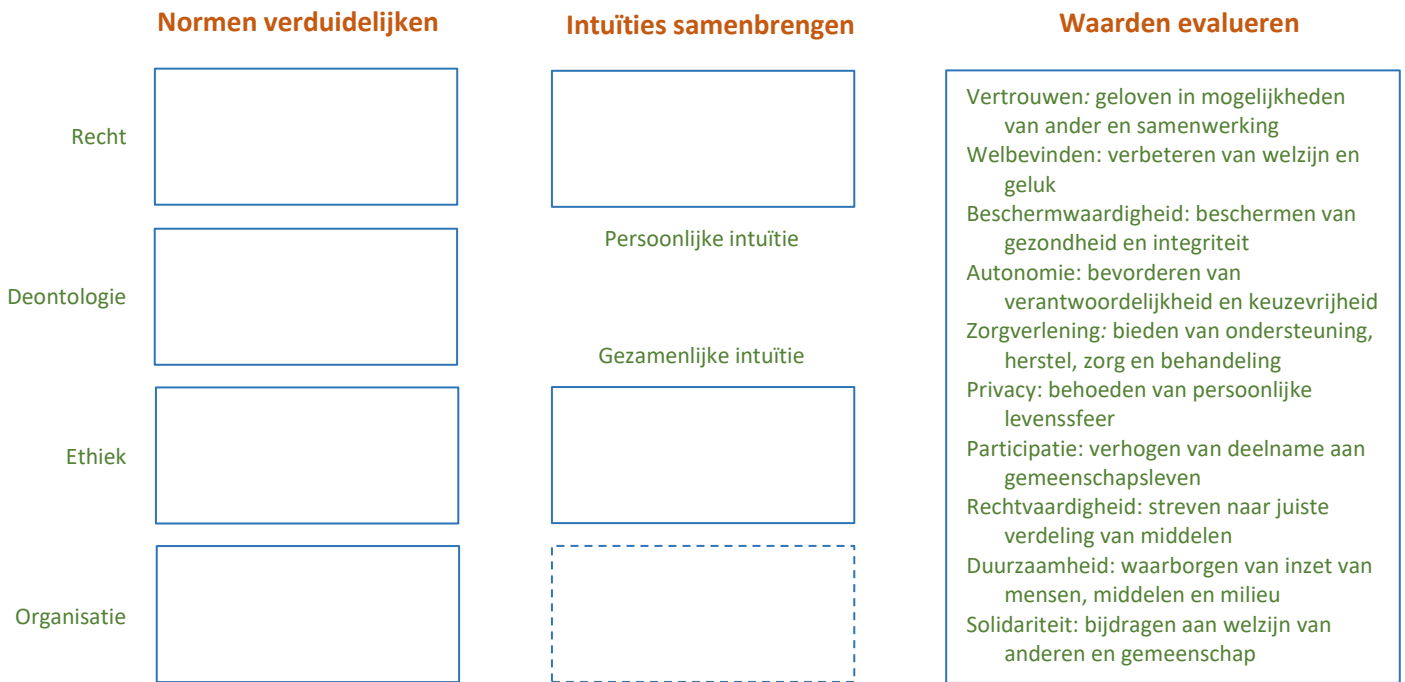 Normen verduidelijken
Intuïties samenbrengen
Waarden evalueren
Recht
Deontologie
Ethiek
Organisatie
Persoonlijke intuïtie
Gezamenlijke intuïtie
Vertrouwen: geloven in mogelijkheden
van ander en samenwerking
Welbevinden: verbeteren van welzijn en
geluk
Beschermwaardigheid: beschermen van
gezondheid en integriteit
Autonomie: bevorderen van
verantwoordelijkheid en keuzevrijheid
Zorgverlening: bieden van ondersteuning,
herstel, zorg en behandeling
Privacy: behoeden van persoonlijke
levenssfeer
Participatie: verhogen van deelname aan
gemeenschapsleven
Rechtvaardigheid: streven naar juiste
verdeling van middelen
Duurzaamheid: waarborgen van inzet van
mensen, middelen en milieu
Solidariteit: bijdragen aan welzijn van
anderen en gemeenschap